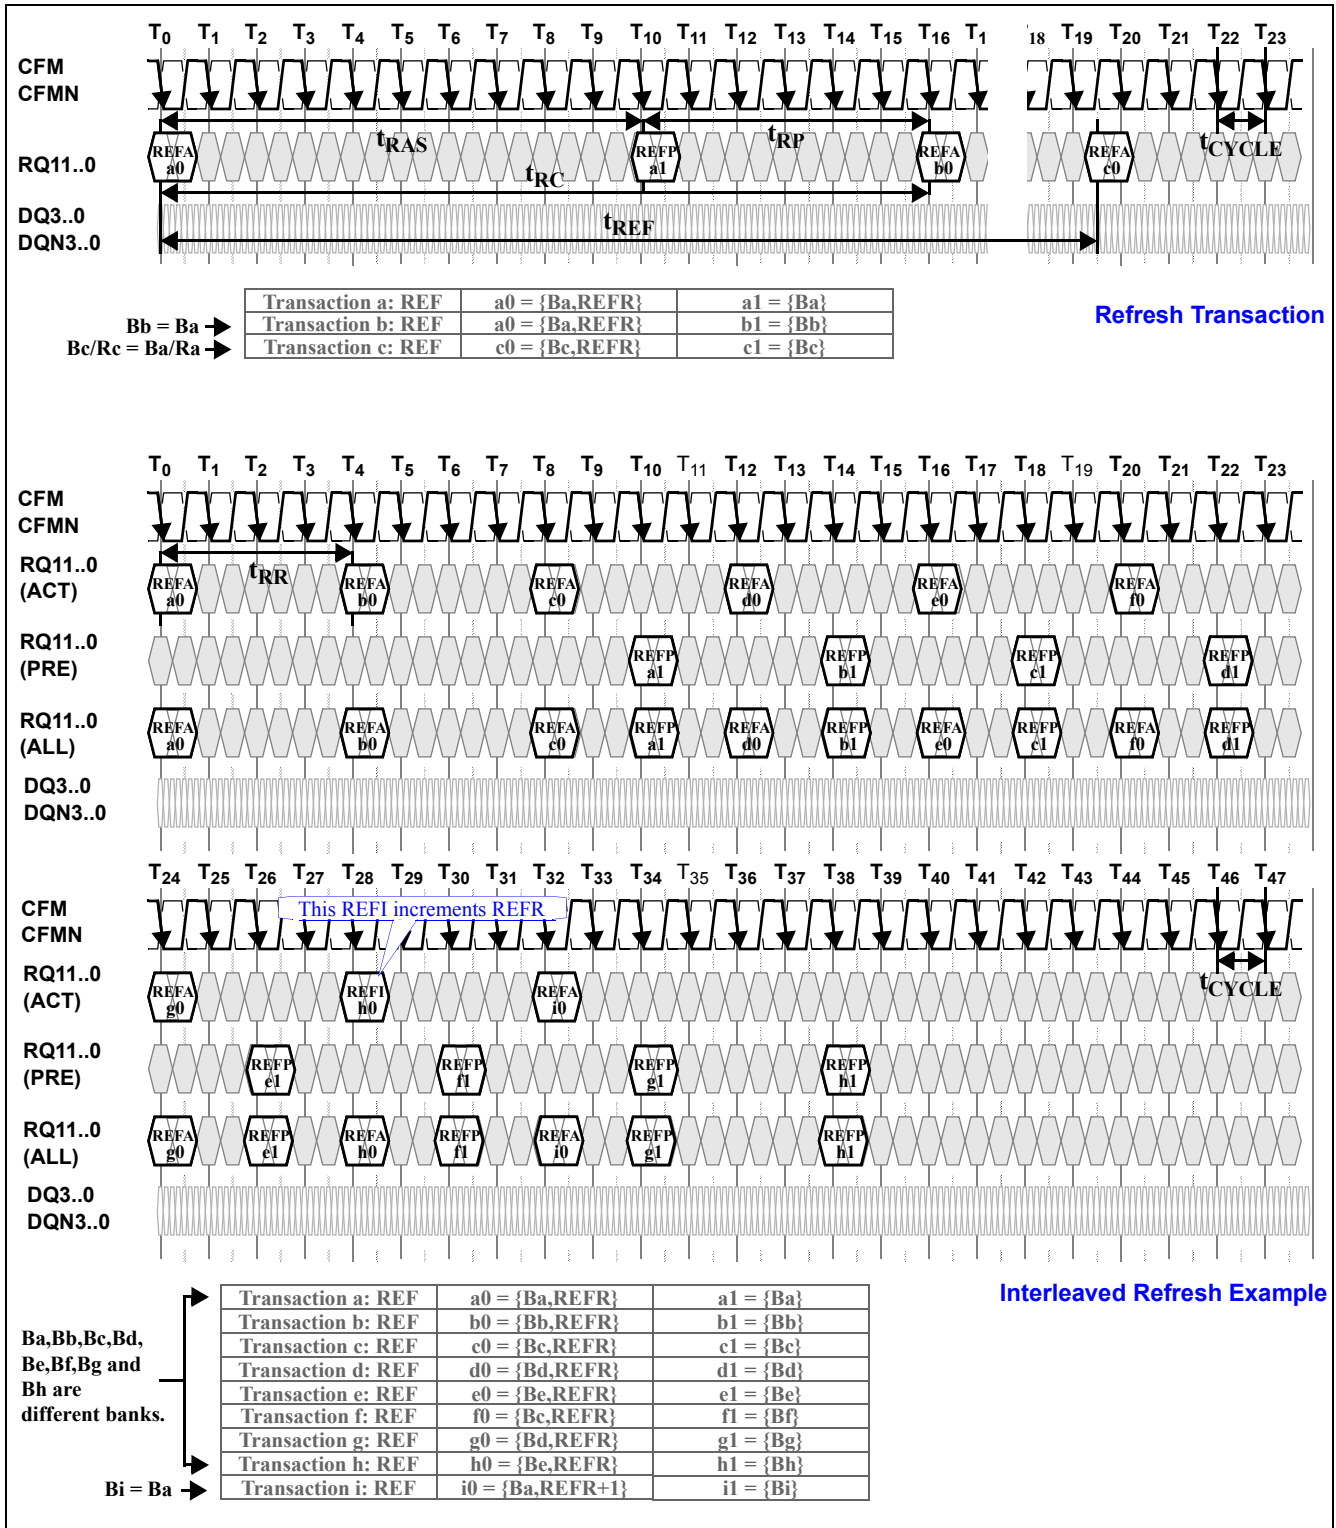 T0 T1 T2 T3 T4 T5 T6 T7 T8 T9 T10 T11 T12 T13 T14 T15 T16 T1 18 T19 T20 T21 T22 T23
CFM
CFMN
tRAS tRP tCYCLE
RQ11..0
REFA a0 REFP a1 REFA b0 REFA c0
tRC
DQ3..0
DQN3..0
tREF
Transaction a: REF a0 = {Ba,REFR} a1 = {Ba}
Bb = Ba Transaction b: REF a0 = {Ba,REFR} b1 = {Bb}
Bc/Rc = Ba/Ra Transaction c: REF c0 = {Bc,REFR} c1 = {Bc}
Refresh Transaction
T0 T1 T2 T3 T4 T5 T6 T7 T8 T9 T10 T11 T12 T13 T14 T15 T16 T17 T18 T19 T20 T21 T22 T23
CFM
CFMN
tRR
RQ11..0
(ACT)
REFA a0 REFA b0 REFA c0 REFA d0 REFA e0 REFA f0
RQ11..0
(PRE)
REFP a1 REFP b1 REFP c1 REFP d1
RQ11..0
(ALL)
REFA a0 REFA b0 REFA c0 REFP a1 REFA d0 REFP b1 REFA e0 REFP c1 REFA f0 REFP d1
DQ3..0
DQN3..0
T24 T25 T26 T27 T28 T29 T30 T31 T32 T33 T34 T35 T36 T37 T38 T39 T40 T41 T42 T43 T44 T45 T46 T47
This REFI increments REFR
CFM
CFMN
tCYCLE
RQ11..0
(ACT)
REFA g0 REFI h0 REFA i0
RQ11..0
(PRE)
REFP e1 REFP f1 REFP g1 REFP h1
RQ11..0
(ALL)
REFA g0 REFP e1 REFA h0 REFP f1 REFA i0 REFP g1 REFP h1
DQ3..0
DQN3..0
Interleaved Refresh Example
Ba,Bb,Bc,Bd,
Be,Bf,Bg and
Bh are
different banks.
Transaction a: REF a0 = {Ba,REFR} a1 = {Ba}
Transaction b: REF b0 = {Bb,REFR} b1 = {Bb}
Transaction c: REF c0 = {Bc,REFR} c1 = {Bc}
Transaction d: REF d0 = {Bd,REFR} d1 = {Bd}
Transaction e: REF e0 = {Be,REFR} e1 = {Be}
Transaction f: REF f0 = {Bc,REFR} f1 = {Bf}
Transaction g: REF g0 = {Bd,REFR} g1 = {Bg}
Transaction h: REF h0 = {Be,REFR} h1 = {Bh}
Bi = Ba Transaction i: REF i0 = {Ba,REFR+1} i1 = {Bi}